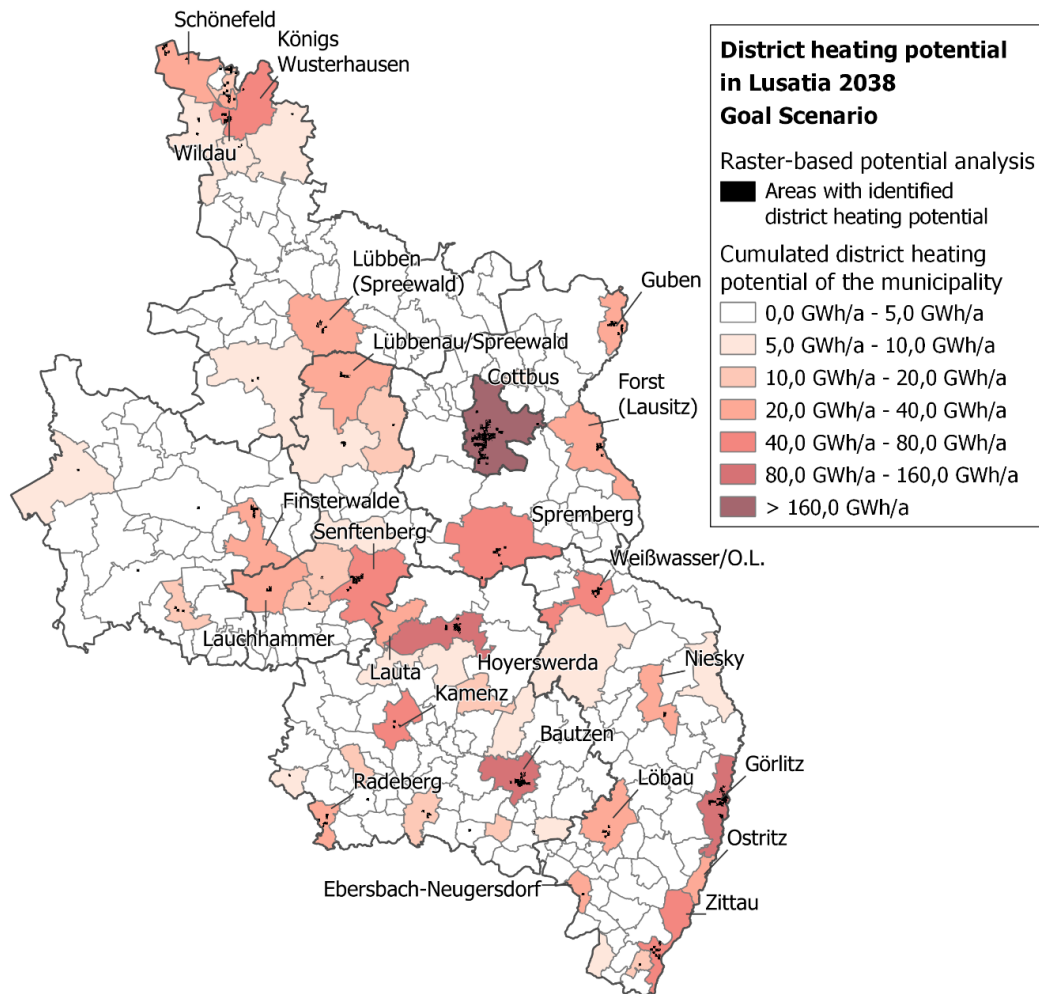 Schönefeld
Königs
Wusterhausen
Wildau
Lübben
(Spreewald)
Lübbenau/Spreewald
Guben
Cottbus
Forst
(Lausitz)
Finsterwalde
Senftenberg
Spremberg
Weißwasser/O.L.
Lauchhammer
Lauta
Hoyerswerda
Niesky
Kamenz
Bautzen
Radeberg
Löbau
Görlitz
Ostritz
Ebersbach-Neugersdorf
Zittau
District heating potential
in Lusatia 2038
Goal Scenario
Raster-based potential analysis
Areas with identified
district heating potential
Cumulated district heating
potential of the municipality
0,0 GWh/a - 5,0 GWh/a
5,0 GWh/a - 10,0 GWh/a
10,0 GWh/a - 20,0 GWh/a
20,0 GWh/a - 40,0 GWh/a
40,0 GWh/a - 80,0 GWh/a
80,0 GWh/a - 160,0 GWh/a
> 160,0 GWh/a